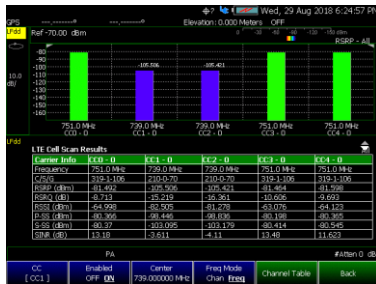 Wed, 29 Aug 2018 6:24:57 P
GPS --.------° ---.------° Elevation: 0.000 Meters OFF
LFdd Ref -70.00 dBm 0 -30 -60 -90 -120 -150 dBm
RSRP - All
-80
-90
-100
-110
-120
-130
-140
-150
-160
10.0
dB/
-105.506 -105.421
751.0 MHz 739.0 MHz 739.0 MHz 751.0 MHz 751.0 MHz
CC0 - 0 CC1 - 0 CC2 - 0 CC3 - 0 CC4 - 0
LFdd
LTE Cell Scan Results
Carrier Info CC0 - 0 CC1 - 0 CC2 - 0 CC3 - 0 CC4 - 0
Frequency 751.0 MHz 739.0 MHz 739.0 MHz 751.0 MHz 751.0 MHz
C/S/G 319-1-106 210-0-70 210-0-70 319-1-106 319-1-106
RSRP (dBm) -81.492 -105.506 -105.421 -81.464 -81.598
RSRQ (dB) -8.713 -15.219 -16.361 -10.606 -9.693
RSSI (dBm) -64.998 -82.505 -81.278 -63.076 -64.123
P-SS (dBm) -80.366 -98.446 -98.836 -80.198 -80.365
S-SS (dBm) -80.37 -103.095 -103.179 -80.414 -80.545
SINR (dB) 13.18 -3.611 -4.11 13.48 11.623
PA #Atten 0 dB
CC Enabled Center Freq Mode Channel Table Back
[ CC1 ] OFF ON 739.000000 MHz Chan Freq